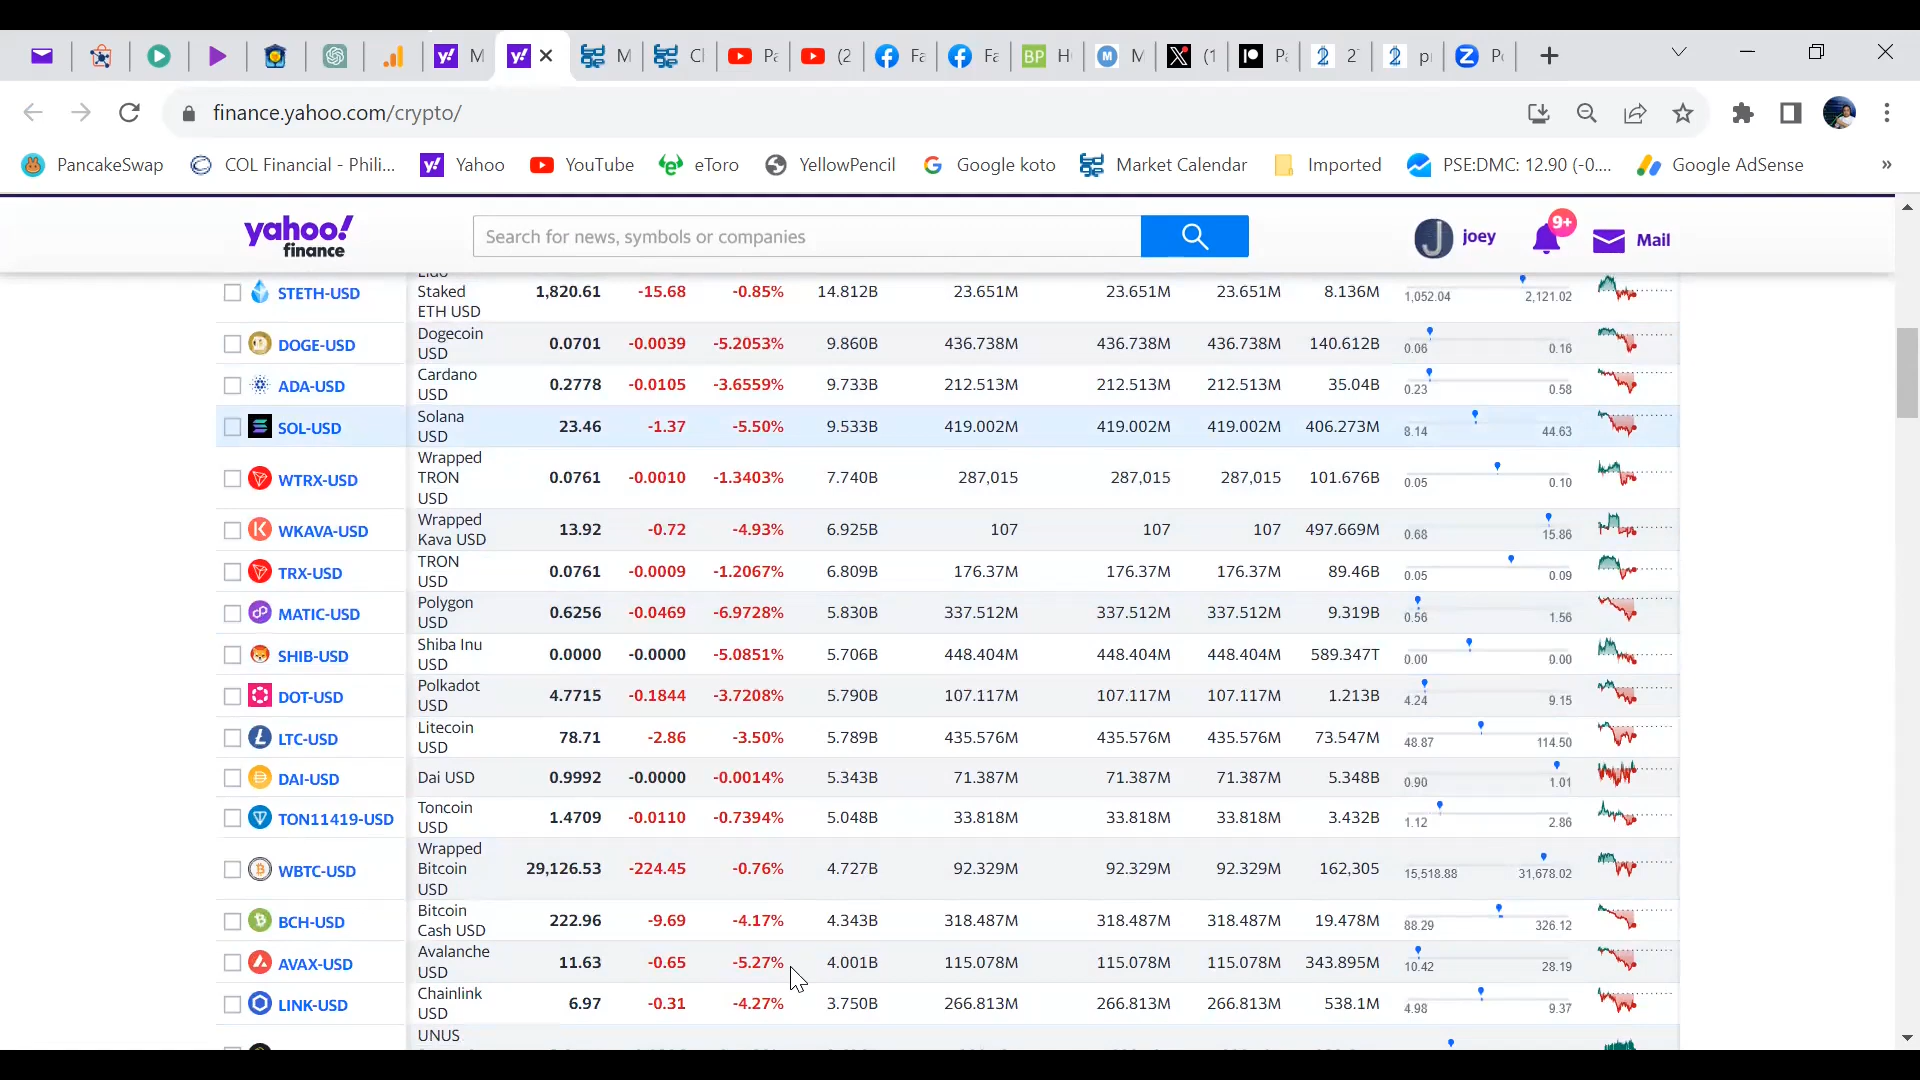 M
M
Cl
Pa
(2
Fa
Fa
BP H
M
(1
Pa
2
pr
Po
finance.yahoo.com/crypto/
PancakeSwap COL Financial - Phili... Yahoo YouTube eToro YellowPencil Google koto Market Calendar Imported PSE:DMC: 12.90 (-0.... Google AdSense »
yahoo!
finance
Search for news, symbols or companies
J joey 9+ Mail
STETH-USD Staked ETH USD 1,820.61 -15.68 -0.85% 14.812B 23.651M 23.651M 23.651M 8.136M 1,052.04 2,121.02
DOGE-USD Dogecoin USD 0.0701 -0.0039 -5.2053% 9.860B 436.738M 436.738M 436.738M 140.612B 0.06 0.16
ADA-USD Cardano USD 0.2778 -0.0105 -3.6559% 9.733B 212.513M 212.513M 212.513M 35.04B 0.23 0.58
SOL-USD Solana USD 23.46 -1.37 -5.50% 9.533B 419.002M 419.002M 419.002M 406.273M 8.14 44.63
WTRX-USD Wrapped TRON USD 0.0761 -0.0010 -1.3403% 7.740B 287,015 287,015 287,015 101.676B 0.05 0.10
WKAVA-USD Wrapped Kava USD 13.92 -0.72 -4.93% 6.925B 107 107 107 497.669M 0.68 15.86
TRX-USD TRON USD 0.0761 -0.0009 -1.2067% 6.809B 176.37M 176.37M 176.37M 89.46B 0.05 0.09
MATIC-USD Polygon USD 0.6256 -0.0469 -6.9728% 5.830B 337.512M 337.512M 337.512M 9.319B 0.56 1.56
SHIB-USD Shiba Inu USD 0.0000 -0.0000 -5.0851% 5.706B 448.404M 448.404M 448.404M 589.347T 0.00 0.00
DOT-USD Polkadot USD 4.7715 -0.1844 -3.7208% 5.790B 107.117M 107.117M 107.117M 1.213B 4.24 9.15
LTC-USD Litecoin USD 78.71 -2.86 -3.50% 5.789B 435.576M 435.576M 435.576M 73.547M 48.87 114.50
DAI-USD Dai USD 0.9992 -0.0000 -0.0014% 5.343B 71.387M 71.387M 71.387M 5.348B 0.90 1.01
TON11419-USD Toncoin USD 1.4709 -0.0110 -0.7394% 5.048B 33.818M 33.818M 33.818M 3.432B 1.12 2.86
WBTC-USD Wrapped Bitcoin USD 29,126.53 -224.45 -0.76% 4.727B 92.329M 92.329M 92.329M 162,305 15,518.88 31,678.02
BCH-USD Bitcoin Cash USD 222.96 -9.69 -4.17% 4.343B 318.487M 318.487M 318.487M 19.478M 88.29 326.12
AVAX-USD Avalanche USD 11.63 -0.65 -5.27% 4.001B 115.078M 115.078M 115.078M 343.895M 10.42 28.19
LINK-USD Chainlink USD 6.97 -0.31 -4.27% 3.750B 266.813M 266.813M 266.813M 538.1M 4.98 9.37
UNUS